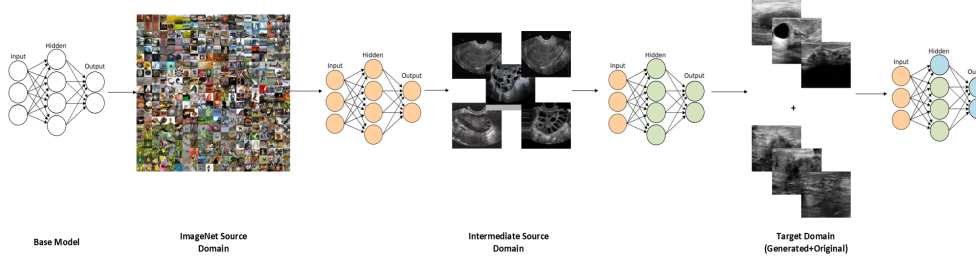 Input
Hidden
Output
Input
Hidden
Output
Input
Hidden
Output
+
Input
Hidden
Base Model
ImageNet Source
Domain
Intermediate Source
Domain
Target Domain
(Generated+Original)